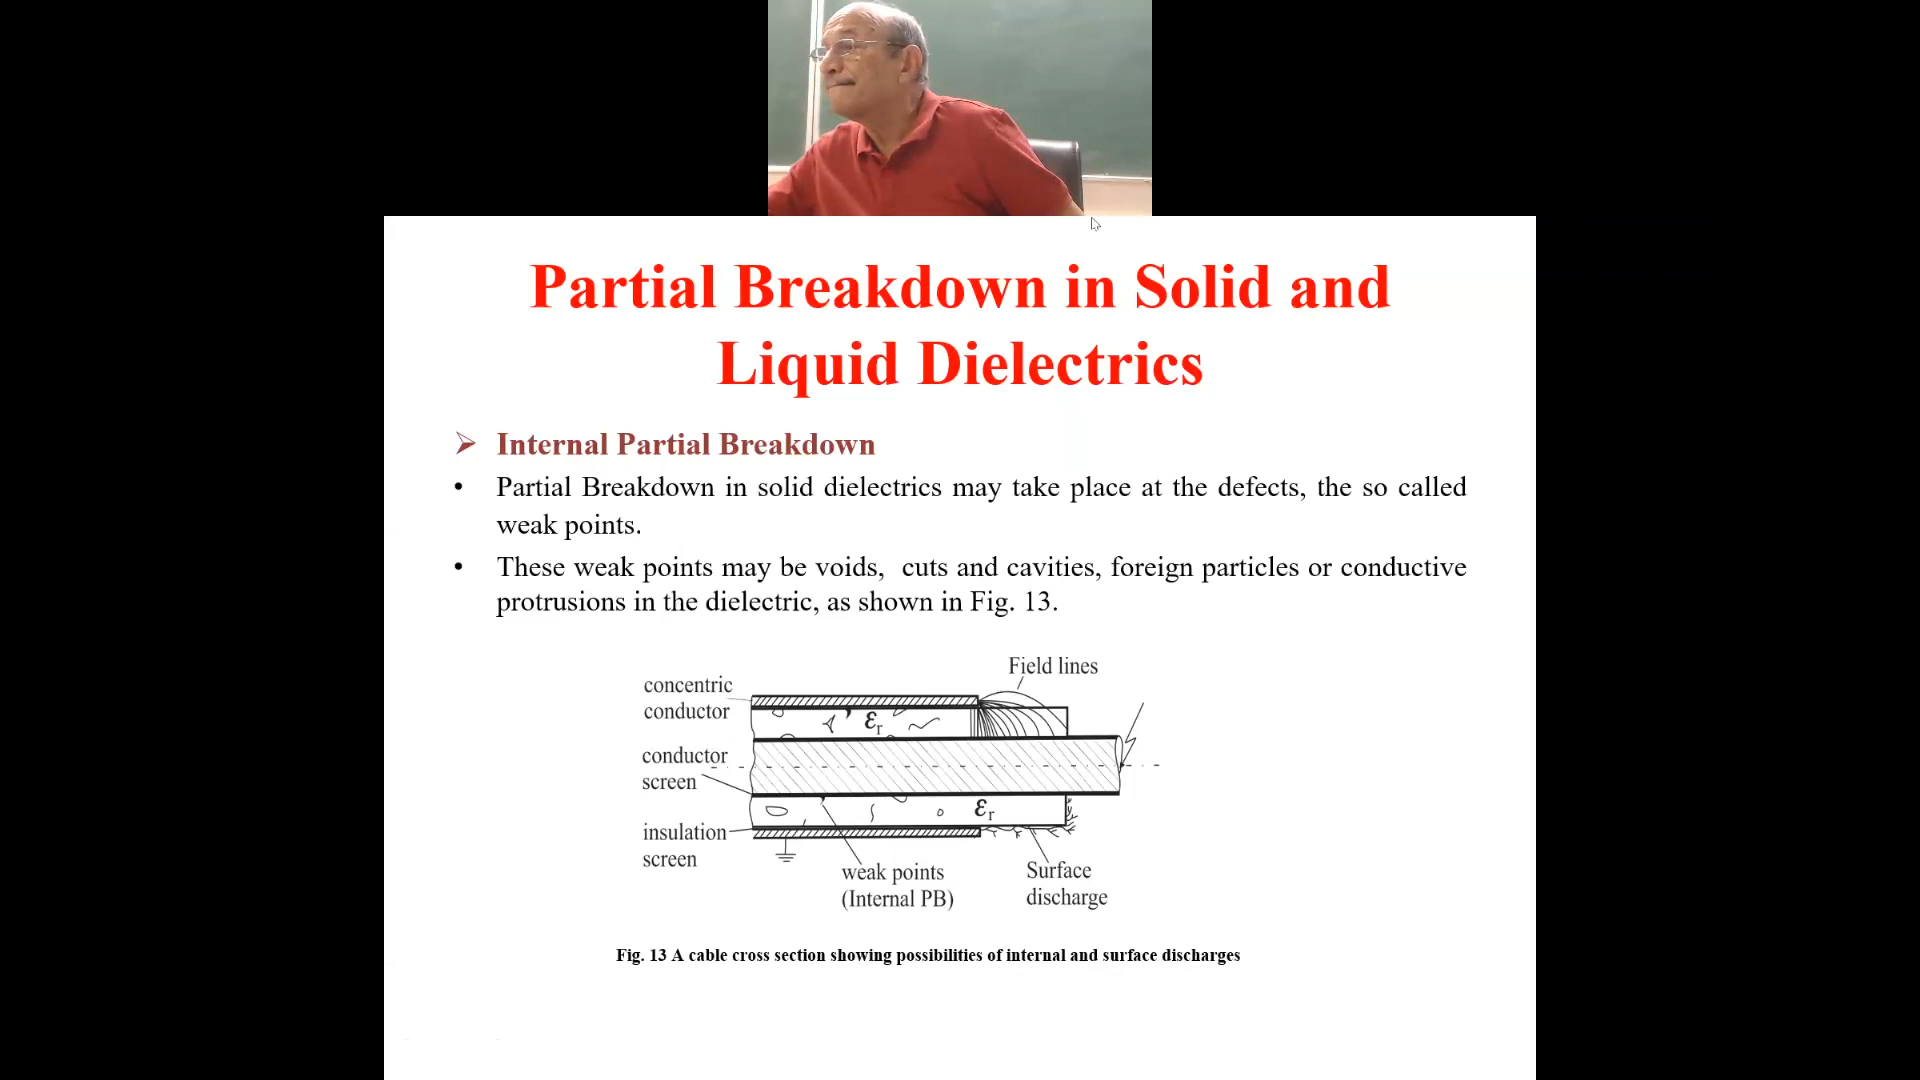 Partial Breakdown in Solid and
Liquid Dielectrics
Internal Partial Breakdown
• Partial Breakdown in solid dielectrics may take place at the defects, the so called
weak points.
• These weak points may be voids, cuts and cavities, foreign particles or conductive
protrusions in the dielectric, as shown in Fig. 13.
Field lines
concentric
conductor
εr
conductor
screen
εr
insulation
screen
weak points
(Internal PB)
Surface
discharge
Fig. 13 A cable cross section showing possibilities of internal and surface discharges